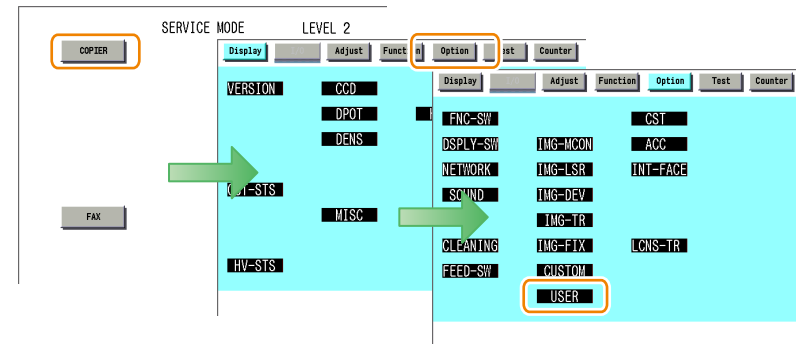 SERVICE MODE LEVEL 2
COPIER
FAX
Display Adjust Option Counter
VERSION CCD
DPOT
DENS
MISC
HV-STS
Display Adjust Function Option Test Counter
FNC-SW CST
DSPLY-SW IMG-MCON ACC
NETWORK IMG-LSR INT-FACE
SOUND IMG-DEV
IMG-TR
CLEANING IMG-FIX LCNS-TR
FEED-SW CUSTOM
USER